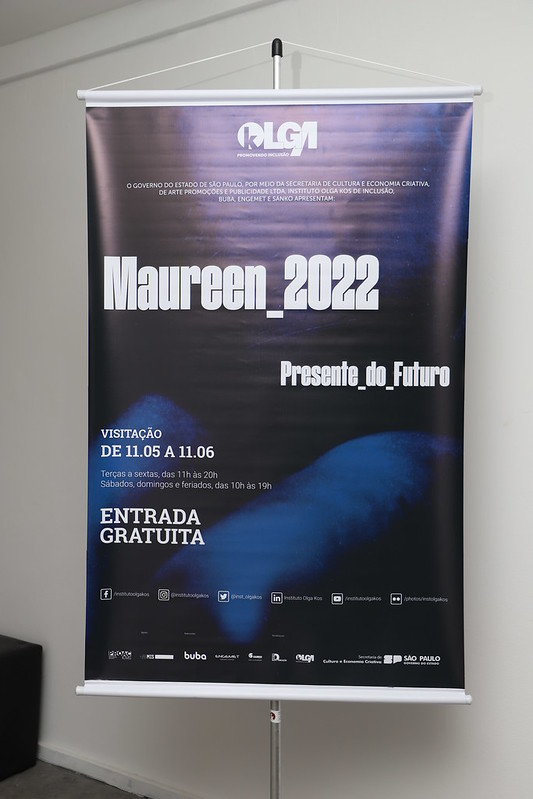 OLGA
PROMOVENDO INCLUSÃO
O GOVERNO DO ESTADO DE SÃO PAULO, POR MEIO DA SECRETARIA DE CULTURA E ECONOMIA CRIATIVA,
DE ARTE PROMOÇÕES E PUBLICIDADE LTDA, INSTITUTO OLGA KOS DE INCLUSÃO,
BUBA, ENGEMET E SANKO APRESENTAM:
Maureen_2022
Presente_do_Futuro
VISITAÇÃO
DE 11.05 A 11.06
Terças a sextas, das 11h às 20h
Sábados, domingos e feriados, das 10h às 19h
ENTRADA
GRATUITA
/institutoolgakos @institutoolgakos @inst_olgakos Instituto Olga Kos /institutoolgakos /photos/instolgakos
PROAC MIS buba ENGEMET SANKO OLGA Secretaria de Cultura e Economia Criativa SP SÃO PAULO GOVERNO DO ESTADO